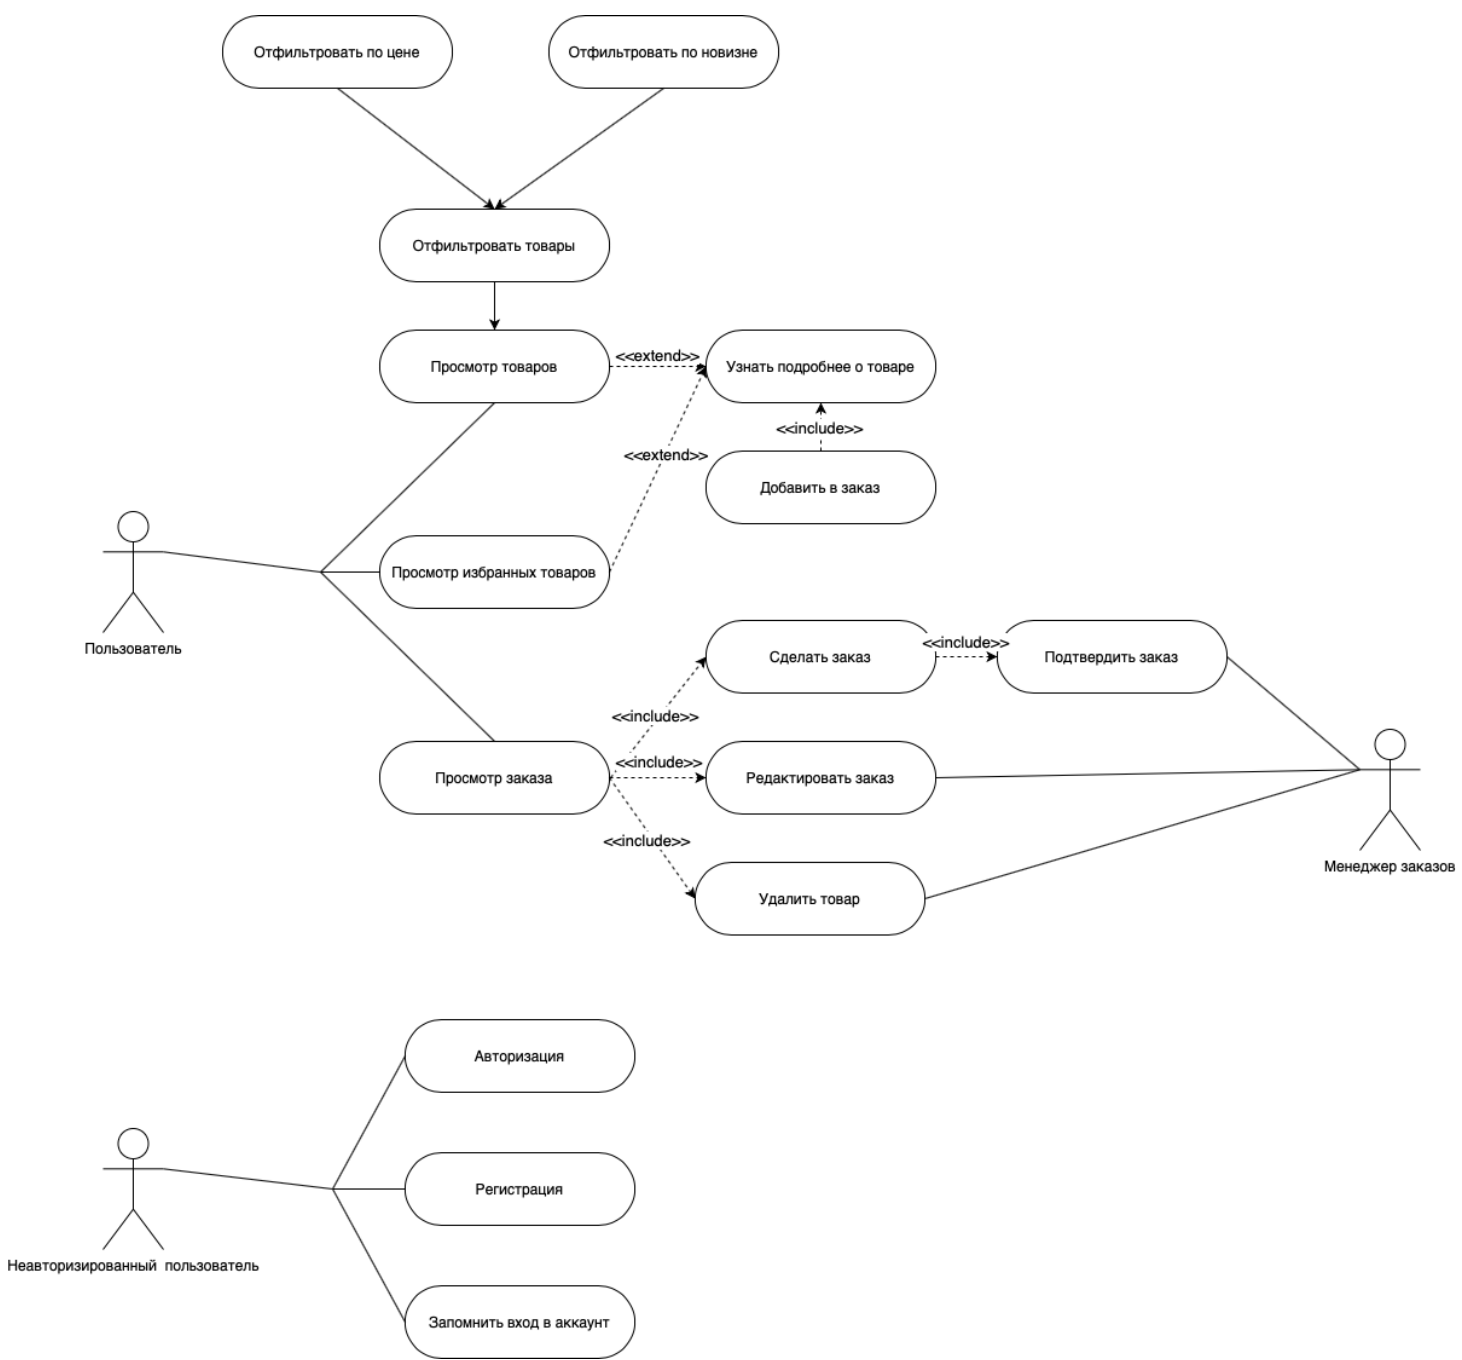 Отфильтровать по цене
Отфильтровать по новизне
Отфильтровать товары
Просмотр товаров
<<extend>>
Узнать подробнее о товаре
<<include>>
<<extend>>
Добавить в заказ
Просмотр избранных товаров
Пользователь
Сделать заказ
<<include>>
Подтвердить заказ
<<include>>
<<include>>
Просмотр заказа
Редактировать заказ
<<include>>
Менеджер заказов
Удалить товар
Авторизация
Регистрация
Неавторизированный пользователь
Запомнить вход в аккаунт